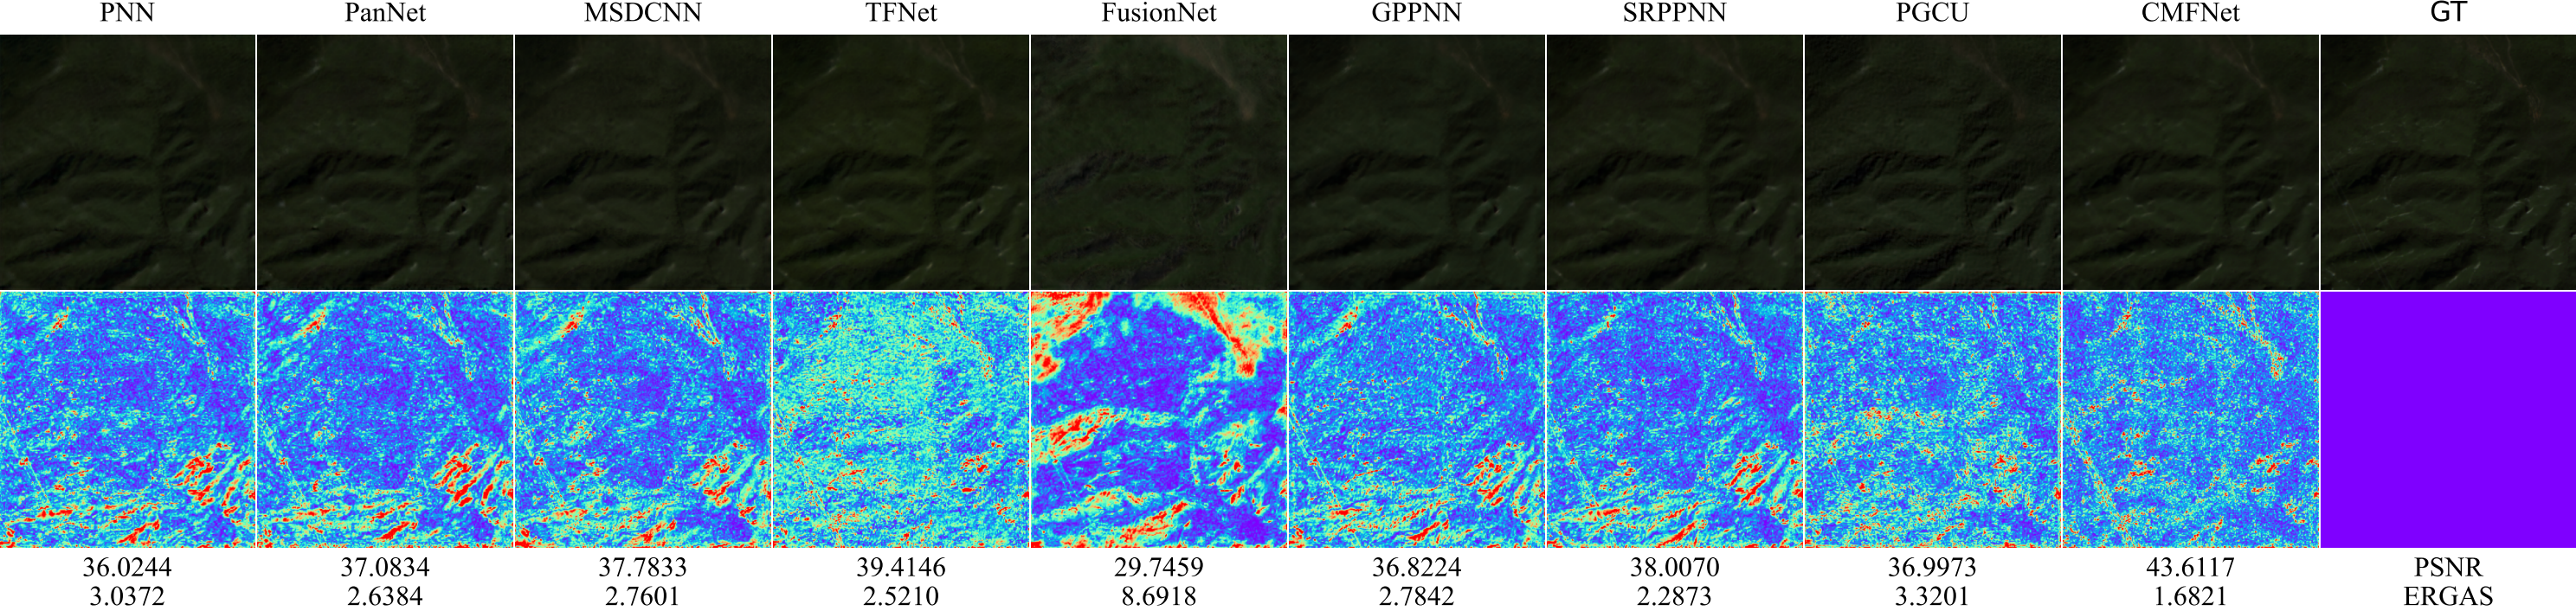 PNN PanNet MSDCNN TFNet FusionNet GPPNN SRPPNN PGCU CMFNet GT
36.0244 37.0834 37.7833 39.4146 29.7459 36.8224 38.0070 36.9973 43.6117 PSNR
3.0372 2.6384 2.7601 2.5210 8.6918 2.7842 2.2873 3.3201 1.6821 ERGAS